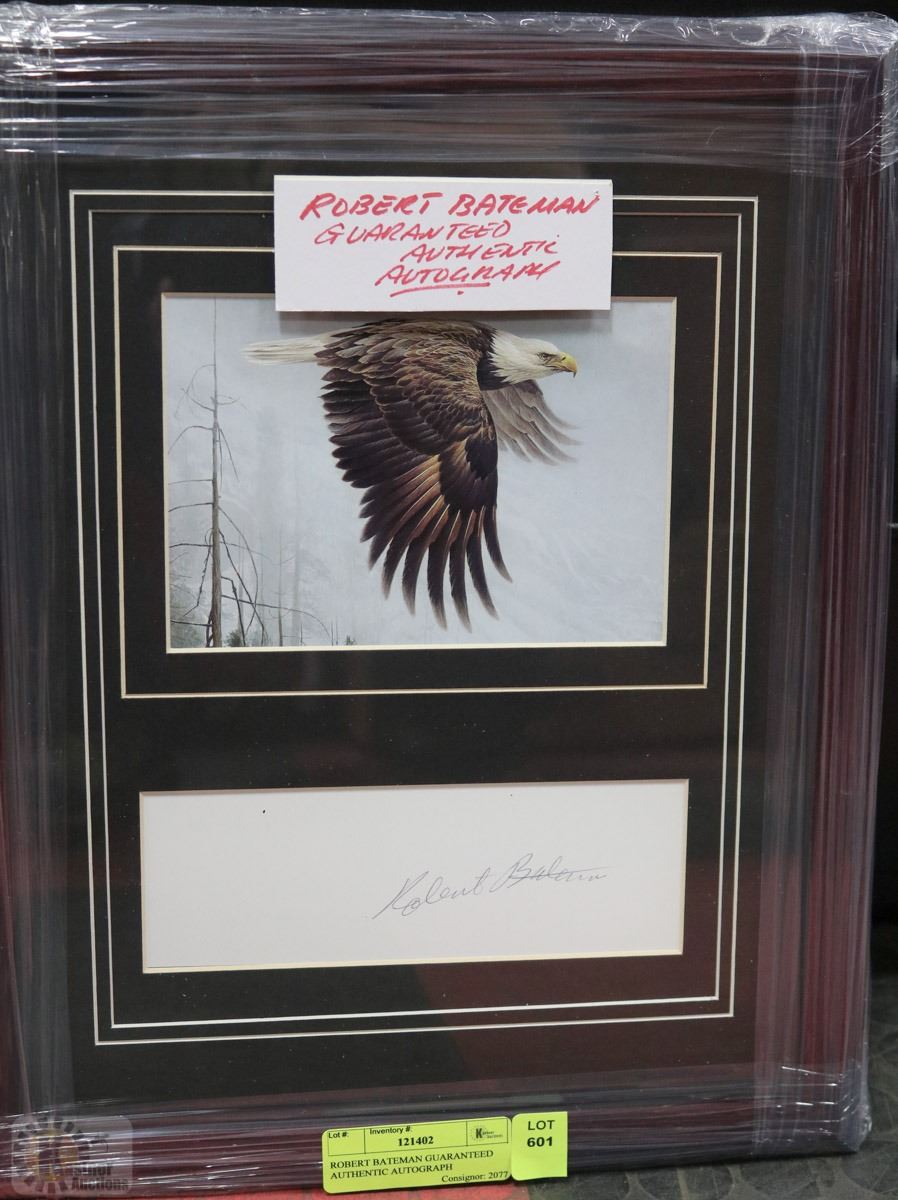 ROBERT BATEMAN
GUARANTEED
AUTHENTIC
AUTOGRAPH
Robert Bateman
Lot #:
Inventory #:
121402
ROBERT BATEMAN GUARANTEED
AUTHENTIC AUTOGRAPH
Consignor: 2077
LOT
601
Auctions